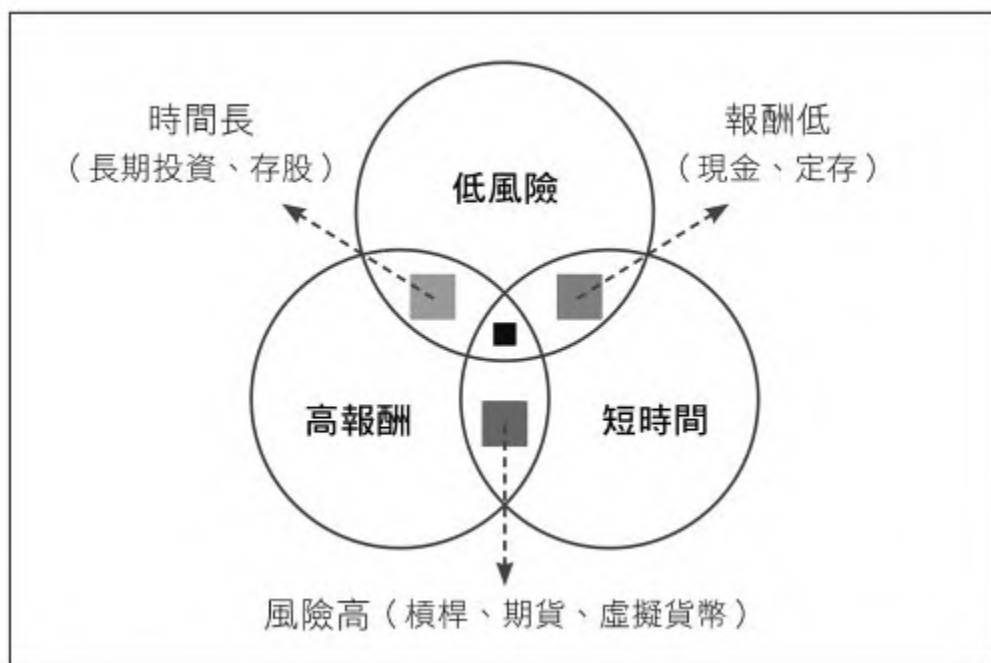 時間長
（長期投資、存股）
報酬低
（現金、定存）
低風險
高報酬
短時間
風險高（槓桿、期貨、虛擬貨幣）